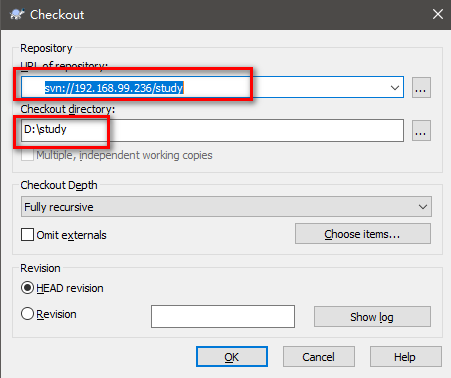 Checkout
Repository
URL of repository:
svn://192.168.99.236/study
...
Checkout directory:
D:\study
...
Multiple, independent working copies
Checkout Depth
Fully recursive
Omit externals
Choose items...
Revision
HEAD revision
Revision
Show log
OK
Cancel
Help